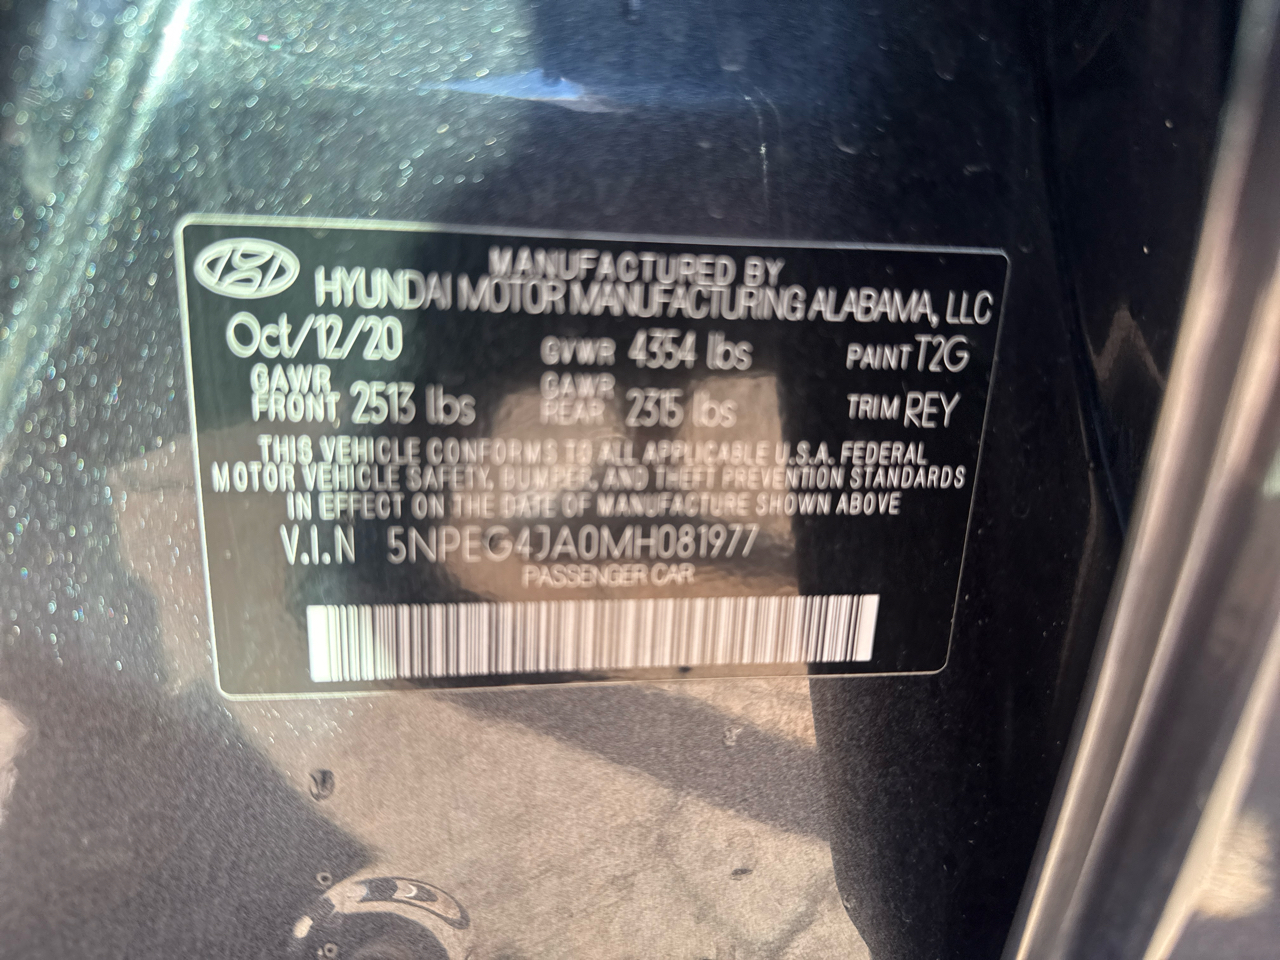 MANUFACTURED BY
HYUNDAI MOTOR MANUFACTURING ALABAMA, LLC
Oct/12/20 GVWR 4354 lbs PAINT T2G
GAWR FRONT, 2513 lbs GAWR REAR 2315 lbs TRIM REY
THIS VEHICLE CONFORMS TO ALL APPLICABLE U.S.A. FEDERAL
MOTOR VEHICLE SAFETY, BUMPER, AND THEFT PREVENTION STANDARDS
IN EFFECT ON THE DATE OF MANUFACTURE SHOWN ABOVE
V.I.N 5NPEG4JA0MH081977
PASSENGER CAR